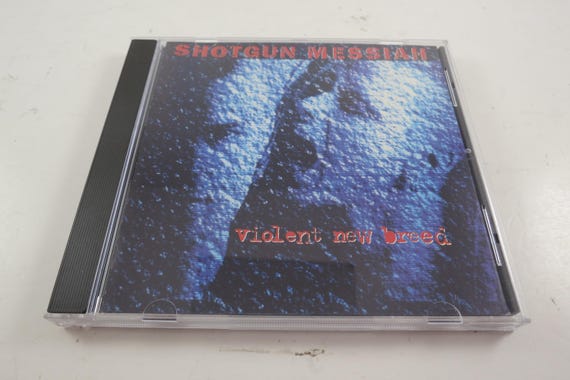 SHOTGUN MESSIAH
violent new breed